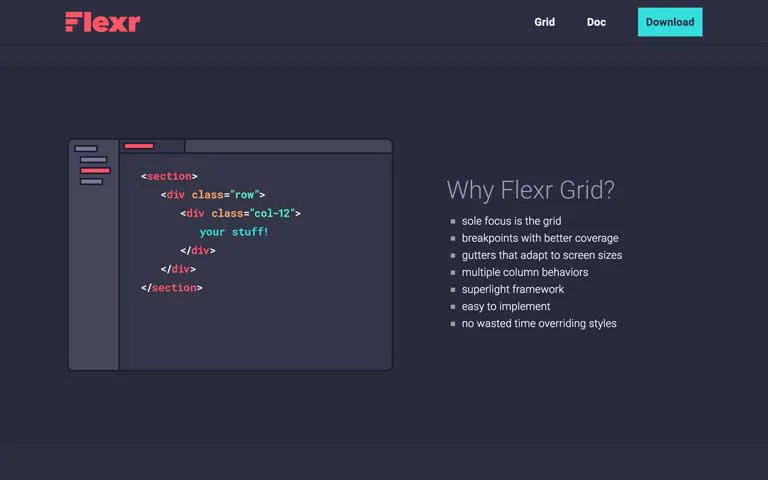 Flexr
Grid
Doc
Download
<section>
<div class="row">
<div class="col-12">
your stuff!
</div>
</div>
</section>
Why Flexr Grid?
sole focus is the grid
breakpoints with better coverage
gutters that adapt to screen sizes
multiple column behaviors
superlight framework
easy to implement
no wasted time overriding styles